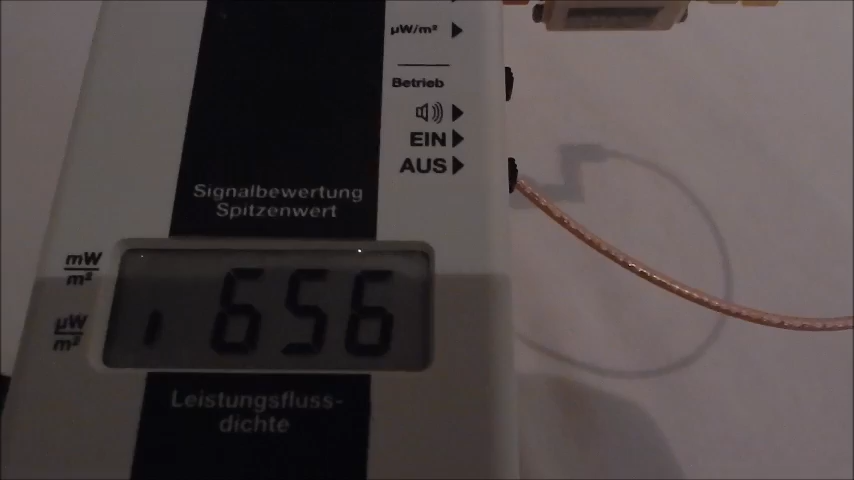 µW/m²
Betrieb
EIN
AUS
Signalbewertung
Spitzenwert
mW
m²
656
µW
m²
Leistungsfluss-
dichte